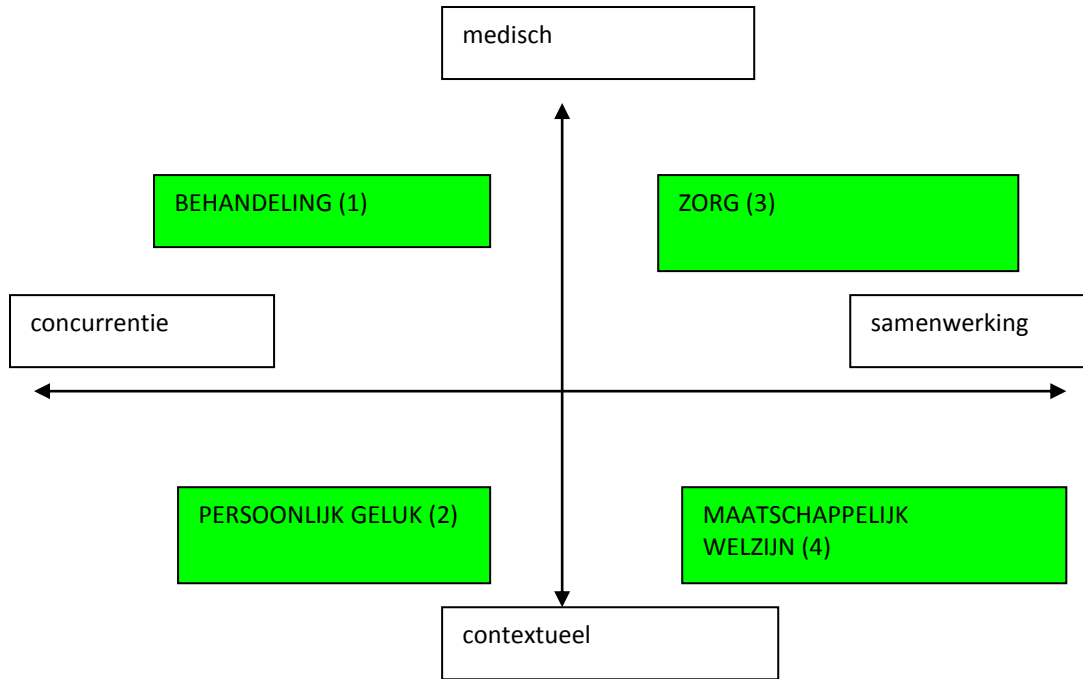 medisch
BEHANDELING (1)
ZORG (3)
concurrentie
samenwerking
PERSOONLIJK GELUK (2)
MAATSCHAPPELIJK
WELZIJN (4)
contextueel